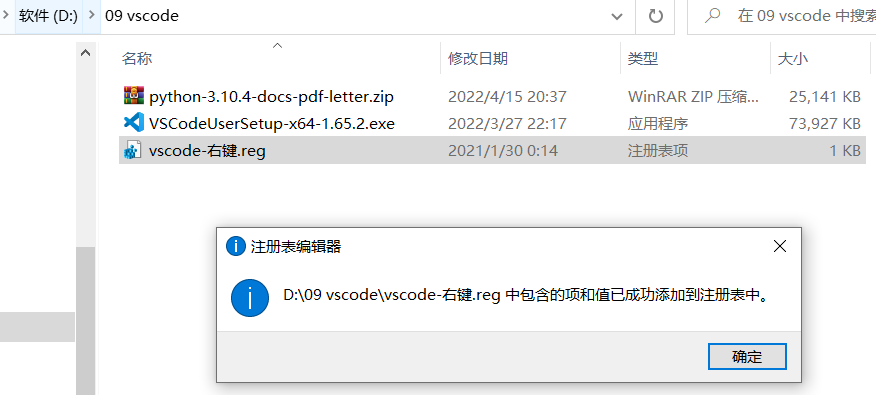 软件 (D:) 09 vscode 在 09 vscode 中搜索
名称 修改日期 类型 大小
python-3.10.4-docs-pdf-letter.zip 2022/4/15 20:37 WinRAR ZIP 压缩... 25,141 KB
VSCodeUserSetup-x64-1.65.2.exe 2022/3/27 22:17 应用程序 73,927 KB
vscode-右键.reg 2021/1/30 0:14 注册表项 1 KB
注册表编辑器
D:\09 vscode\vscode-右键.reg 中包含的项和值已成功添加到注册表中。
确定